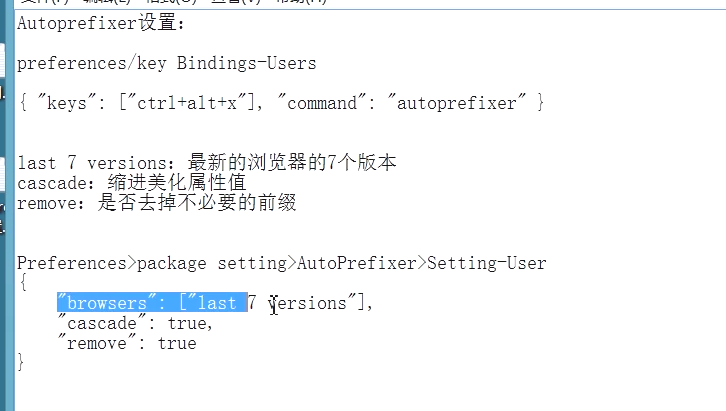 Autoprefixer设置：
preferences/key Bindings-Users
{ "keys": ["ctrl+alt+x"], "command": "autoprefixer" }
last 7 versions：最新的浏览器的7个版本
cascade：缩进美化属性值
remove：是否去掉不必要的前缀
Preferences>package setting>AutoPrefixer>Setting-User
{
"browsers": ["last 7 versions"],
"cascade": true,
"remove": true
}